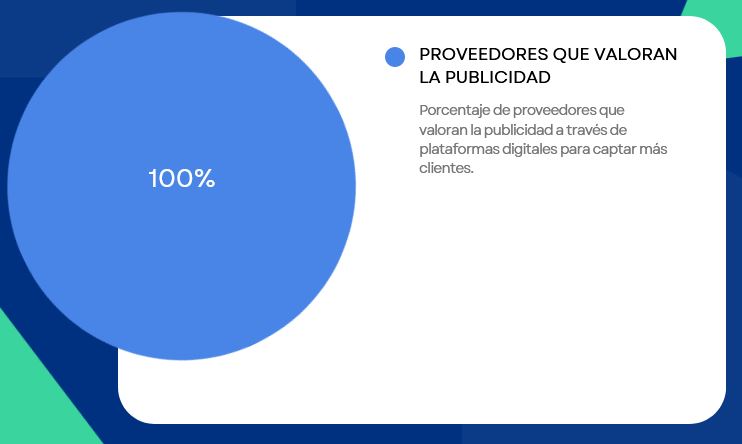 100%
PROVEEDORES QUE VALORAN
LA PUBLICIDAD
Porcentaje de proveedores que
valoran la publicidad a través de
plataformas digitales para captar más
clientes.